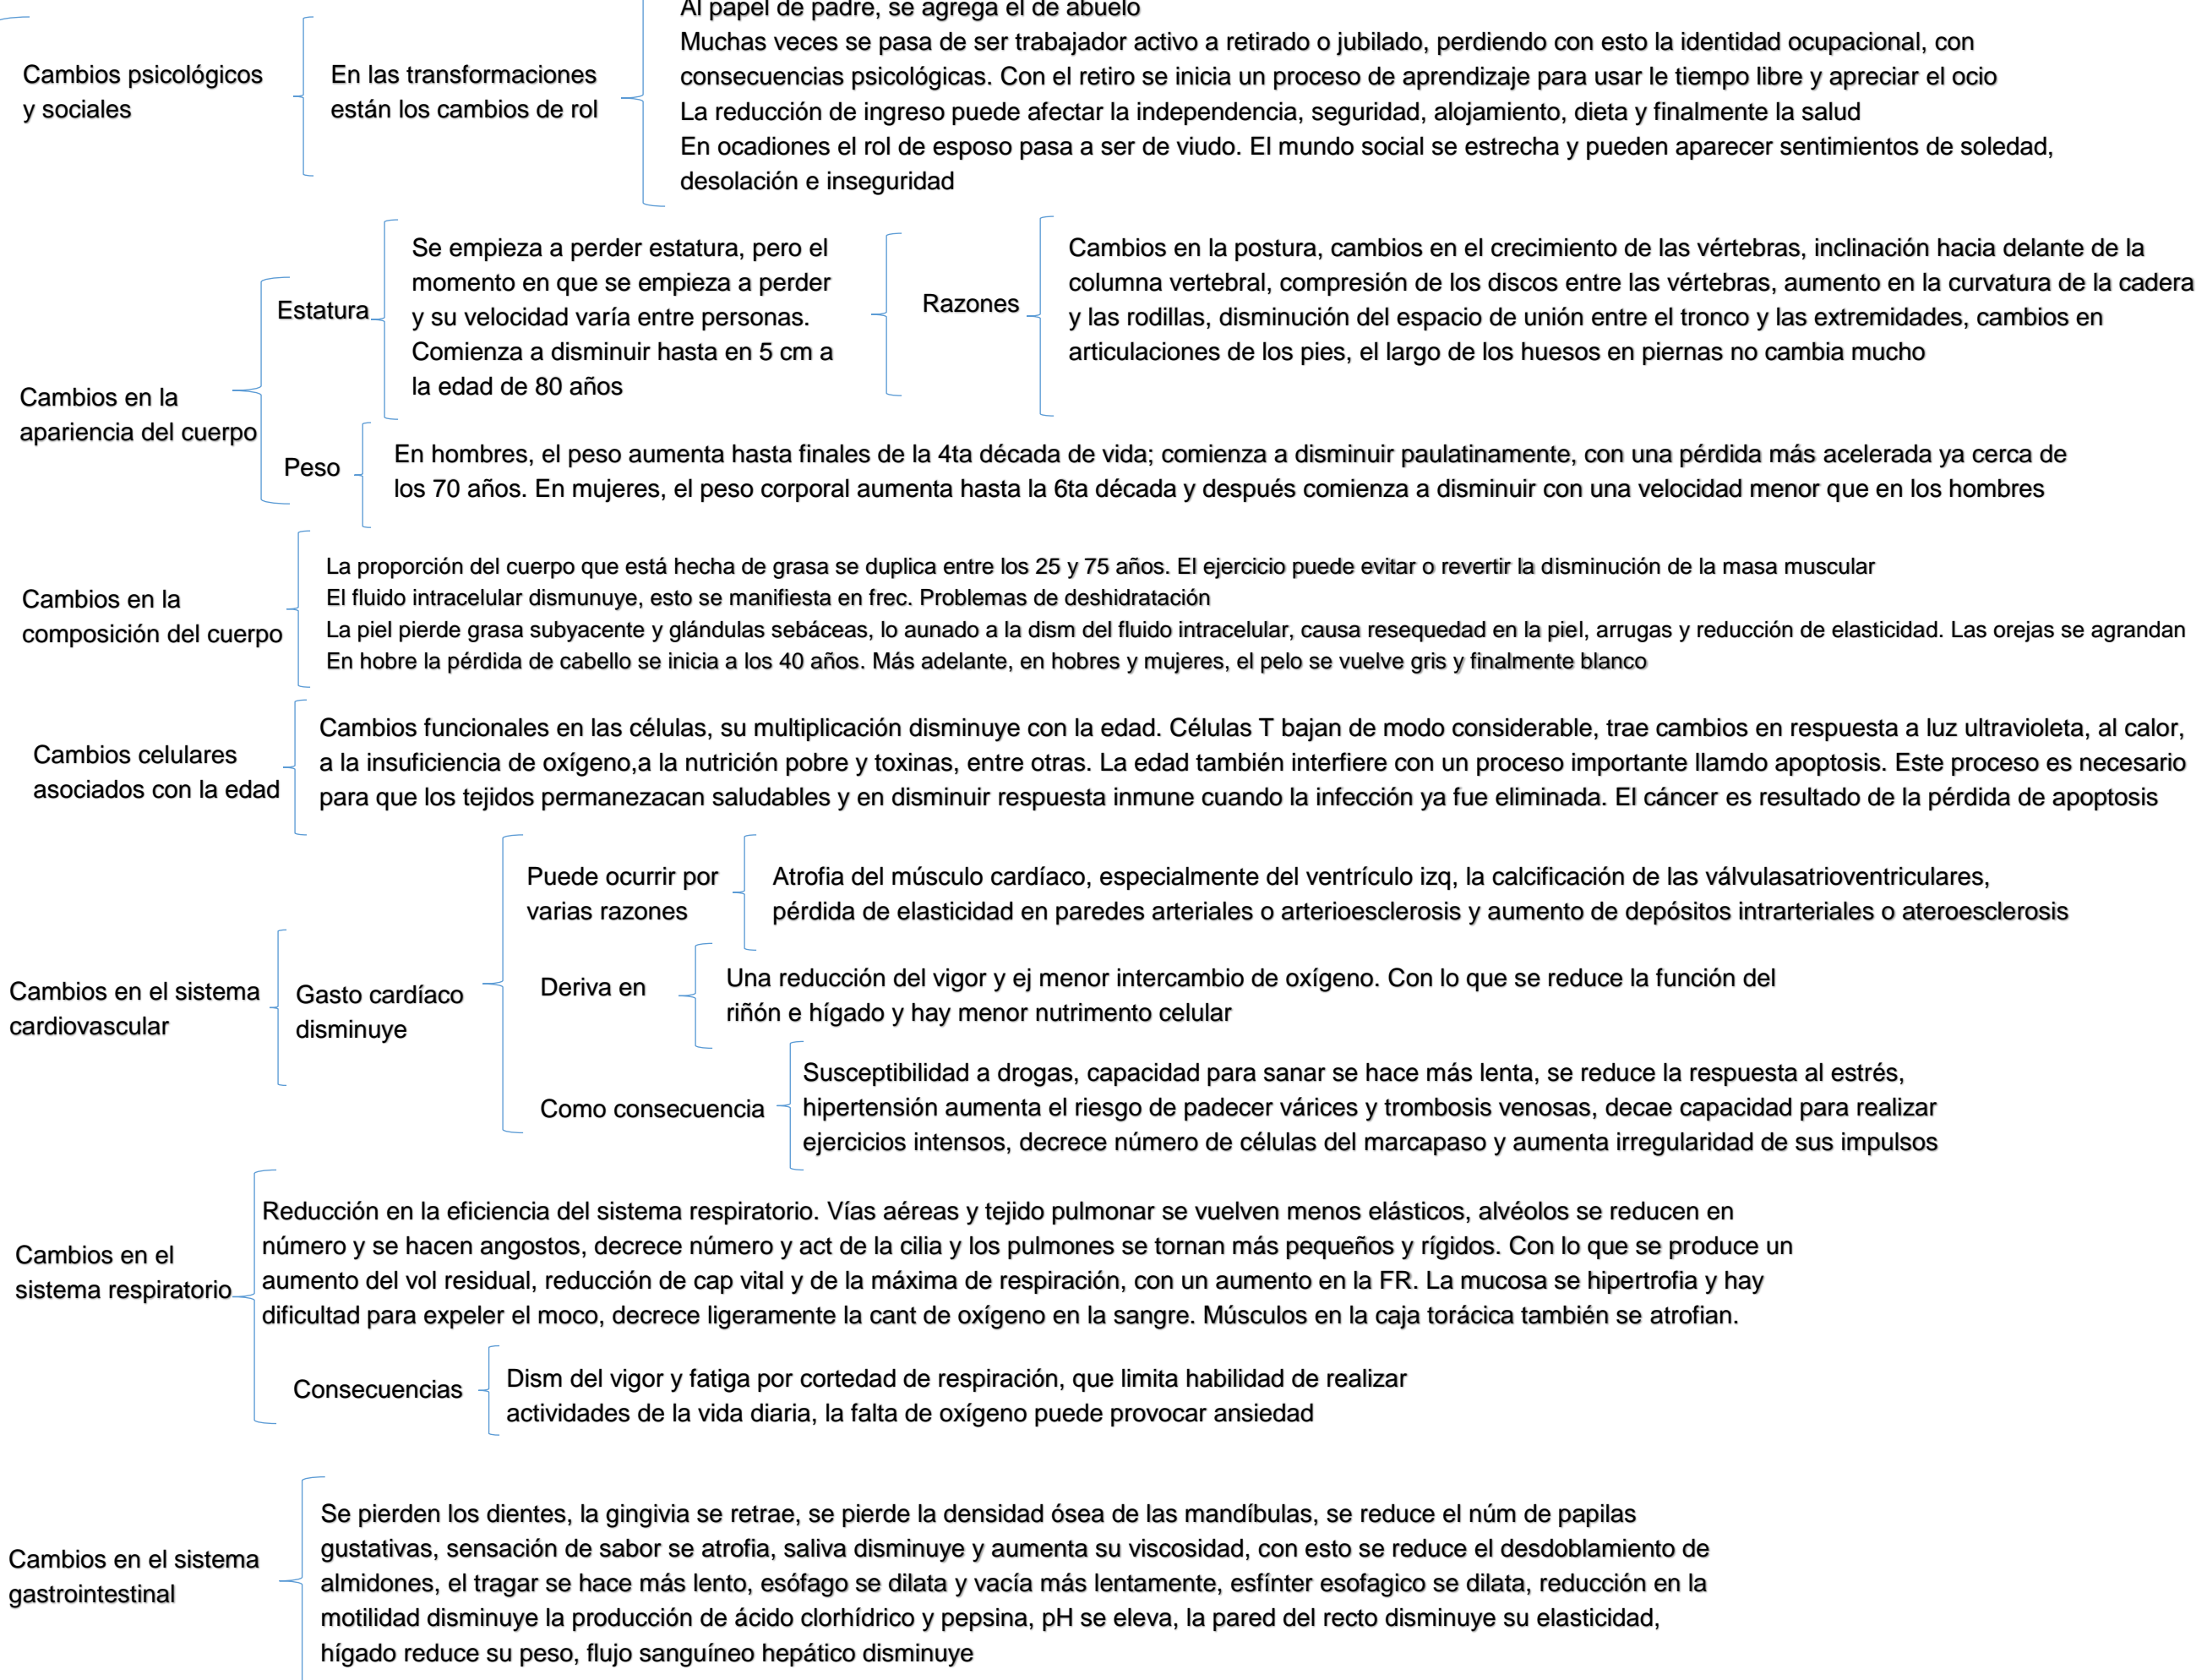 Al papel de padre, se agrega el de abuelo
Cambios psicológicos
y sociales
En las transformaciones
están los cambios de rol
Muchas veces se pasa de ser trabajador activo a retirado o jubilado, perdiendo con esto la identidad ocupacional, con
consecuencias psicológicas. Con el retiro se inicia un proceso de aprendizaje para usar le tiempo libre y apreciar el ocio
La reducción de ingreso puede afectar la independencia, seguridad, alojamiento, dieta y finalmente la salud
En ocadiones el rol de esposo pasa a ser de viudo. El mundo social se estrecha y pueden aparecer sentimientos de soledad,
desolación e inseguridad
Cambios en la
apariencia del cuerpo
Estatura
Se empieza a perder estatura, pero el
momento en que se empieza a perder
y su velocidad varía entre personas.
Comienza a disminuir hasta en 5 cm a
la edad de 80 años
Razones
Cambios en la postura, cambios en el crecimiento de las vértebras, inclinación hacia delante de la
columna vertebral, compresión de los discos entre las vértebras, aumento en la curvatura de la cadera
y las rodillas, disminución del espacio de unión entre el tronco y las extremidades, cambios en
articulaciones de los pies, el largo de los huesos en piernas no cambia mucho
Peso
En hombres, el peso aumenta hasta finales de la 4ta década de vida; comienza a disminuir paulatinamente, con una pérdida más acelerada ya cerca de
los 70 años. En mujeres, el peso corporal aumenta hasta la 6ta década y después comienza a disminuir con una velocidad menor que en los hombres
Cambios en la
composición del cuerpo
La proporción del cuerpo que está hecha de grasa se duplica entre los 25 y 75 años. El ejercicio puede evitar o revertir la disminución de la masa muscular
El fluido intracelular dismunuye, esto se manifiesta en frec. Problemas de deshidratación
La piel pierde grasa subyacente y glándulas sebáceas, lo aunado a la dism del fluido intracelular, causa resequedad en la piel, arrugas y reducción de elasticidad. Las orejas se agrandan
En hobre la pérdida de cabello se inicia a los 40 años. Más adelante, en hobres y mujeres, el pelo se vuelve gris y finalmente blanco
Cambios celulares
asociados con la edad
Cambios funcionales en las células, su multiplicación disminuye con la edad. Células T bajan de modo considerable, trae cambios en respuesta a luz ultravioleta, al calor,
a la insuficiencia de oxígeno,a la nutrición pobre y toxinas, entre otras. La edad también interfiere con un proceso importante llamdo apoptosis. Este proceso es necesario
para que los tejidos permanezacan saludables y en disminuir respuesta inmune cuando la infección ya fue eliminada. El cáncer es resultado de la pérdida de apoptosis
Cambios en el sistema
cardiovascular
Gasto cardíaco
disminuye
Puede ocurrir por
varias razones
Atrofia del músculo cardíaco, especialmente del ventrículo izq, la calcificación de las válvulasatrioventriculares,
pérdida de elasticidad en paredes arteriales o arterioesclerosis y aumento de depósitos intrarteriales o ateroesclerosis
Deriva en
Una reducción del vigor y ej menor intercambio de oxígeno. Con lo que se reduce la función del
riñón e hígado y hay menor nutrimento celular
Como consecuencia
Susceptibilidad a drogas, capacidad para sanar se hace más lenta, se reduce la respuesta al estrés,
hipertensión aumenta el riesgo de padecer várices y trombosis venosas, decae capacidad para realizar
ejercicios intensos, decrece número de células del marcapaso y aumenta irregularidad de sus impulsos
Cambios en el
sistema respiratorio
Reducción en la eficiencia del sistema respiratorio. Vías aéreas y tejido pulmonar se vuelven menos elásticos, alvéolos se reducen en
número y se hacen angostos, decrece número y act de la cilia y los pulmones se tornan más pequeños y rígidos. Con lo que se produce un
aumento del vol residual, reducción de cap vital y de la máxima de respiración, con un aumento en la FR. La mucosa se hipertrofia y hay
dificultad para expeler el moco, decrece ligeramente la cant de oxígeno en la sangre. Músculos en la caja torácica también se atrofian.
Consecuencias
Dism del vigor y fatiga por cortedad de respiración, que limita habilidad de realizar
actividades de la vida diaria, la falta de oxígeno puede provocar ansiedad
Cambios en el sistema
gastrointestinal
Se pierden los dientes, la gingivia se retrae, se pierde la densidad ósea de las mandíbulas, se reduce el núm de papilas
gustativas, sensación de sabor se atrofia, saliva disminuye y aumenta su viscosidad, con esto se reduce el desdoblamiento de
almidones, el tragar se hace más lento, esófago se dilata y vacía más lentamente, esfínter esofagico se dilata, reducción en la
motilidad disminuye la producción de ácido clorhídrico y pepsina, pH se eleva, la pared del recto disminuye su elasticidad,
hígado reduce su peso, flujo sanguíneo hepático disminuye